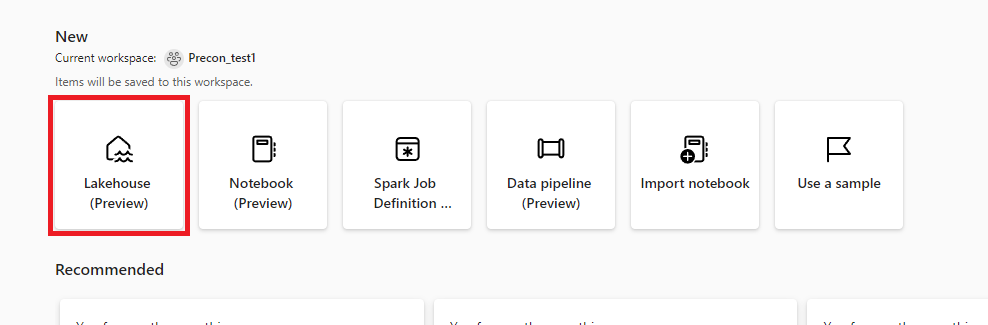 New
Current workspace: Precon_test1
Items will be saved to this workspace.
Lakehouse
(Preview)
Notebook
(Preview)
Spark Job
Definition ...
Data pipeline
(Preview)
Import notebook
Use a sample
Recommended